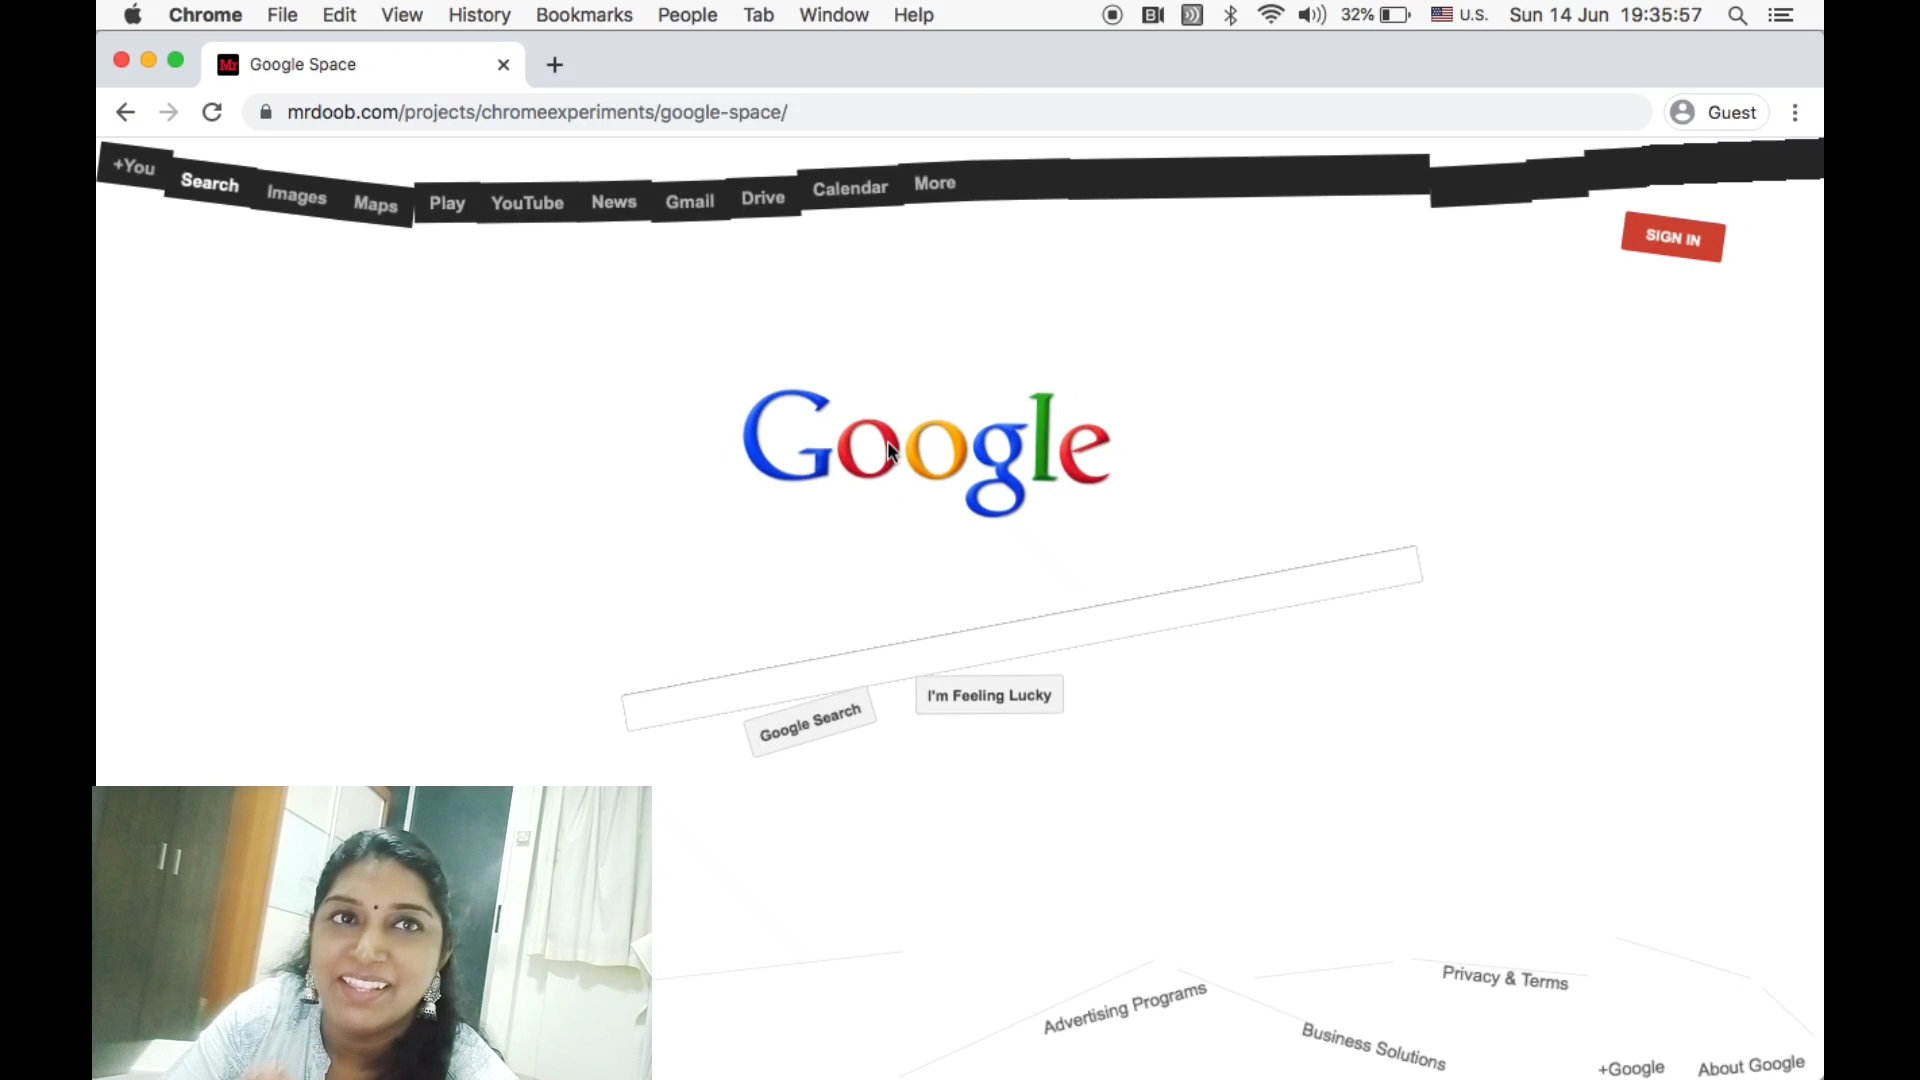 Chrome File Edit View History Bookmarks People Tab Window Help 32% U.S. Sun 14 Jun 19:35:57
Mr Google Space
mrdoob.com/projects/chromeexperiments/google-space/ Guest
+You Search Images Maps Play YouTube News Gmail Drive Calendar More
SIGN IN
Google
Google Search I'm Feeling Lucky
Privacy & Terms
Advertising Programs
Business Solutions
+Google About Google